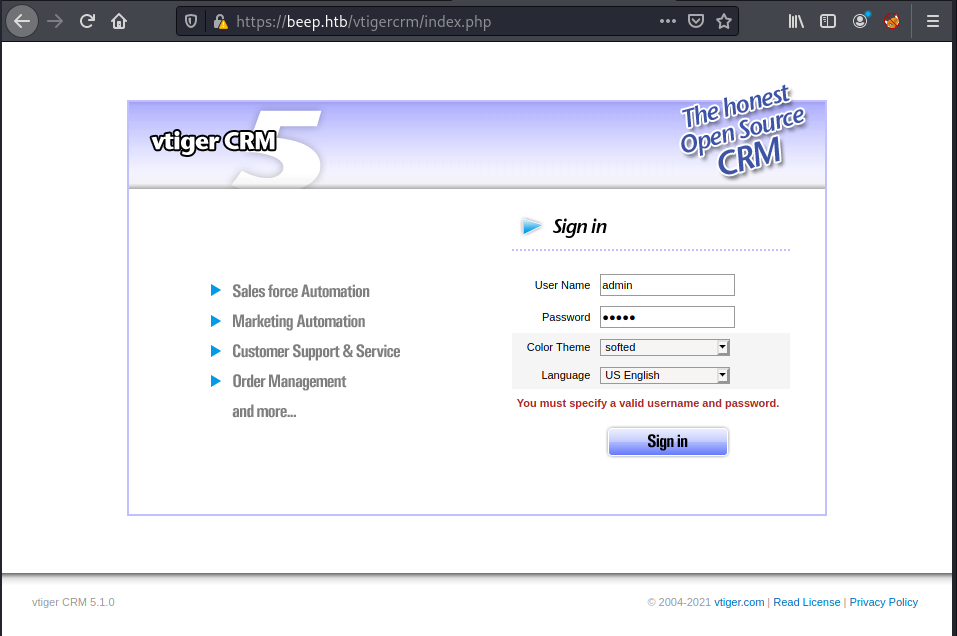 https://beep.htb/vtigercrm/index.php
vtiger CRM 5
The honest
Open Source
CRM
Sign in
Sales force Automation
Marketing Automation
Customer Support & Service
Order Management
and more...
User Name admin
Password •••••
Color Theme softed
Language US English
You must specify a valid username and password.
Sign in
vtiger CRM 5.1.0
© 2004-2021 vtiger.com | Read License | Privacy Policy